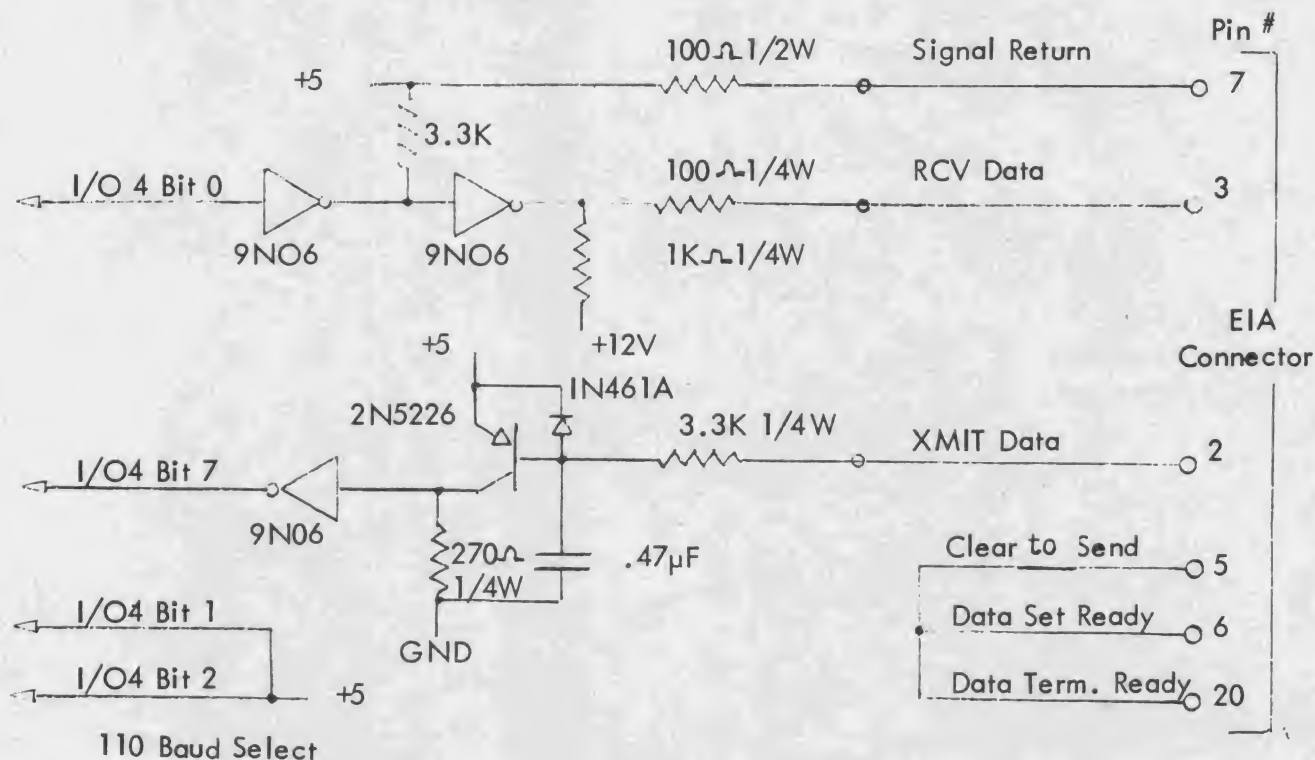 Pin #
100Ω 1/2W
Signal Return
+5
7
3.3K
I/O 4 Bit 0
100Ω 1/4W
RCV Data
3
9NO6
9NO6
1KΩ 1/4W
EIA
Connector
+5
+12V
1N461A
2N5226
3.3K 1/4W
XMIT Data
2
I/O4 Bit 7
9N06
270Ω
1/4W
.47µF
Clear to Send
5
I/O4 Bit 1
Data Set Ready
6
GND
I/O4 Bit 2
+5
Data Term. Ready
20
110 Baud Select